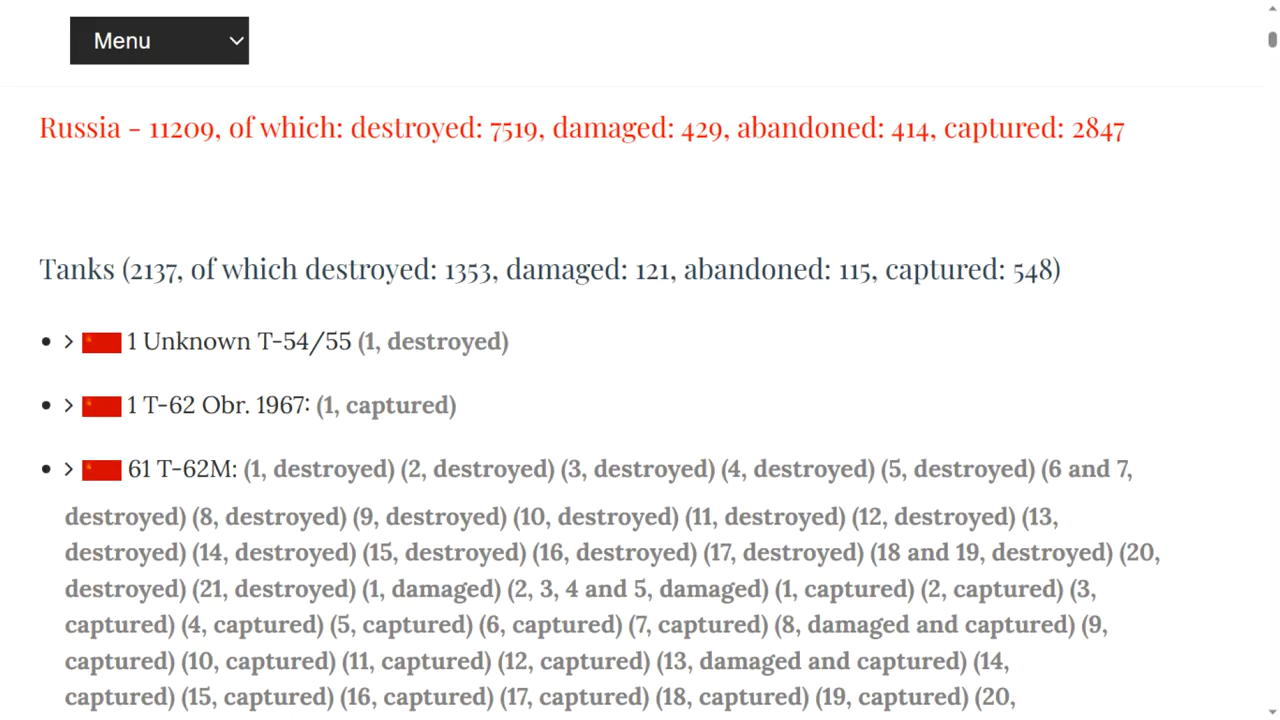 Menu
Russia - 11209, of which: destroyed: 7519, damaged: 429, abandoned: 414, captured: 2847
Tanks (2137, of which destroyed: 1353, damaged: 121, abandoned: 115, captured: 548)
1 Unknown T-54/55 (1, destroyed)
1 T-62 Obr. 1967: (1, captured)
61 T-62M: (1, destroyed) (2, destroyed) (3, destroyed) (4, destroyed) (5, destroyed) (6 and 7,
destroyed) (8, destroyed) (9, destroyed) (10, destroyed) (11, destroyed) (12, destroyed) (13,
destroyed) (14, destroyed) (15, destroyed) (16, destroyed) (17, destroyed) (18 and 19, destroyed) (20,
destroyed) (21, destroyed) (1, damaged) (2, 3, 4 and 5, damaged) (1, captured) (2, captured) (3,
captured) (4, captured) (5, captured) (6, captured) (7, captured) (8, damaged and captured) (9,
captured) (10, captured) (11, captured) (12, captured) (13, damaged and captured) (14,
captured) (15, captured) (16, captured) (17, captured) (18, captured) (19, captured) (20,